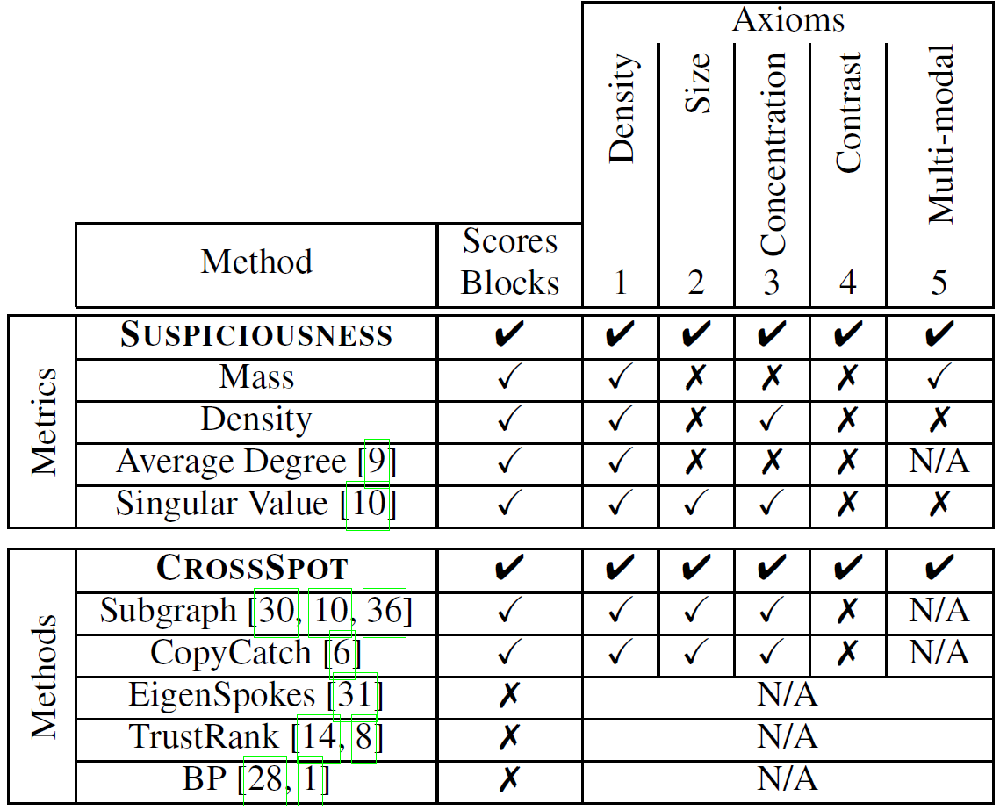 Axioms
Density
Size
Concentration
Contrast
Multi-modal
Method
Scores
Blocks
1 2 3 4 5
Metrics
SUSPICIOUSNESS ✔ ✔ ✔ ✔ ✔ ✔
Mass ✓ ✓ ✗ ✗ ✗ ✓
Density ✓ ✓ ✗ ✓ ✗ ✗
Average Degree [9] ✓ ✓ ✗ ✗ ✗ N/A
Singular Value [10] ✓ ✓ ✓ ✓ ✗ ✗
Methods
CROSSSPOT ✔ ✔ ✔ ✔ ✔ ✔
Subgraph [30, 10, 36] ✓ ✓ ✓ ✓ ✗ N/A
CopyCatch [6] ✓ ✓ ✓ ✓ ✗ N/A
EigenSpokes [31] ✗ N/A
TrustRank [14, 8] ✗ N/A
BP [28, 1] ✗ N/A